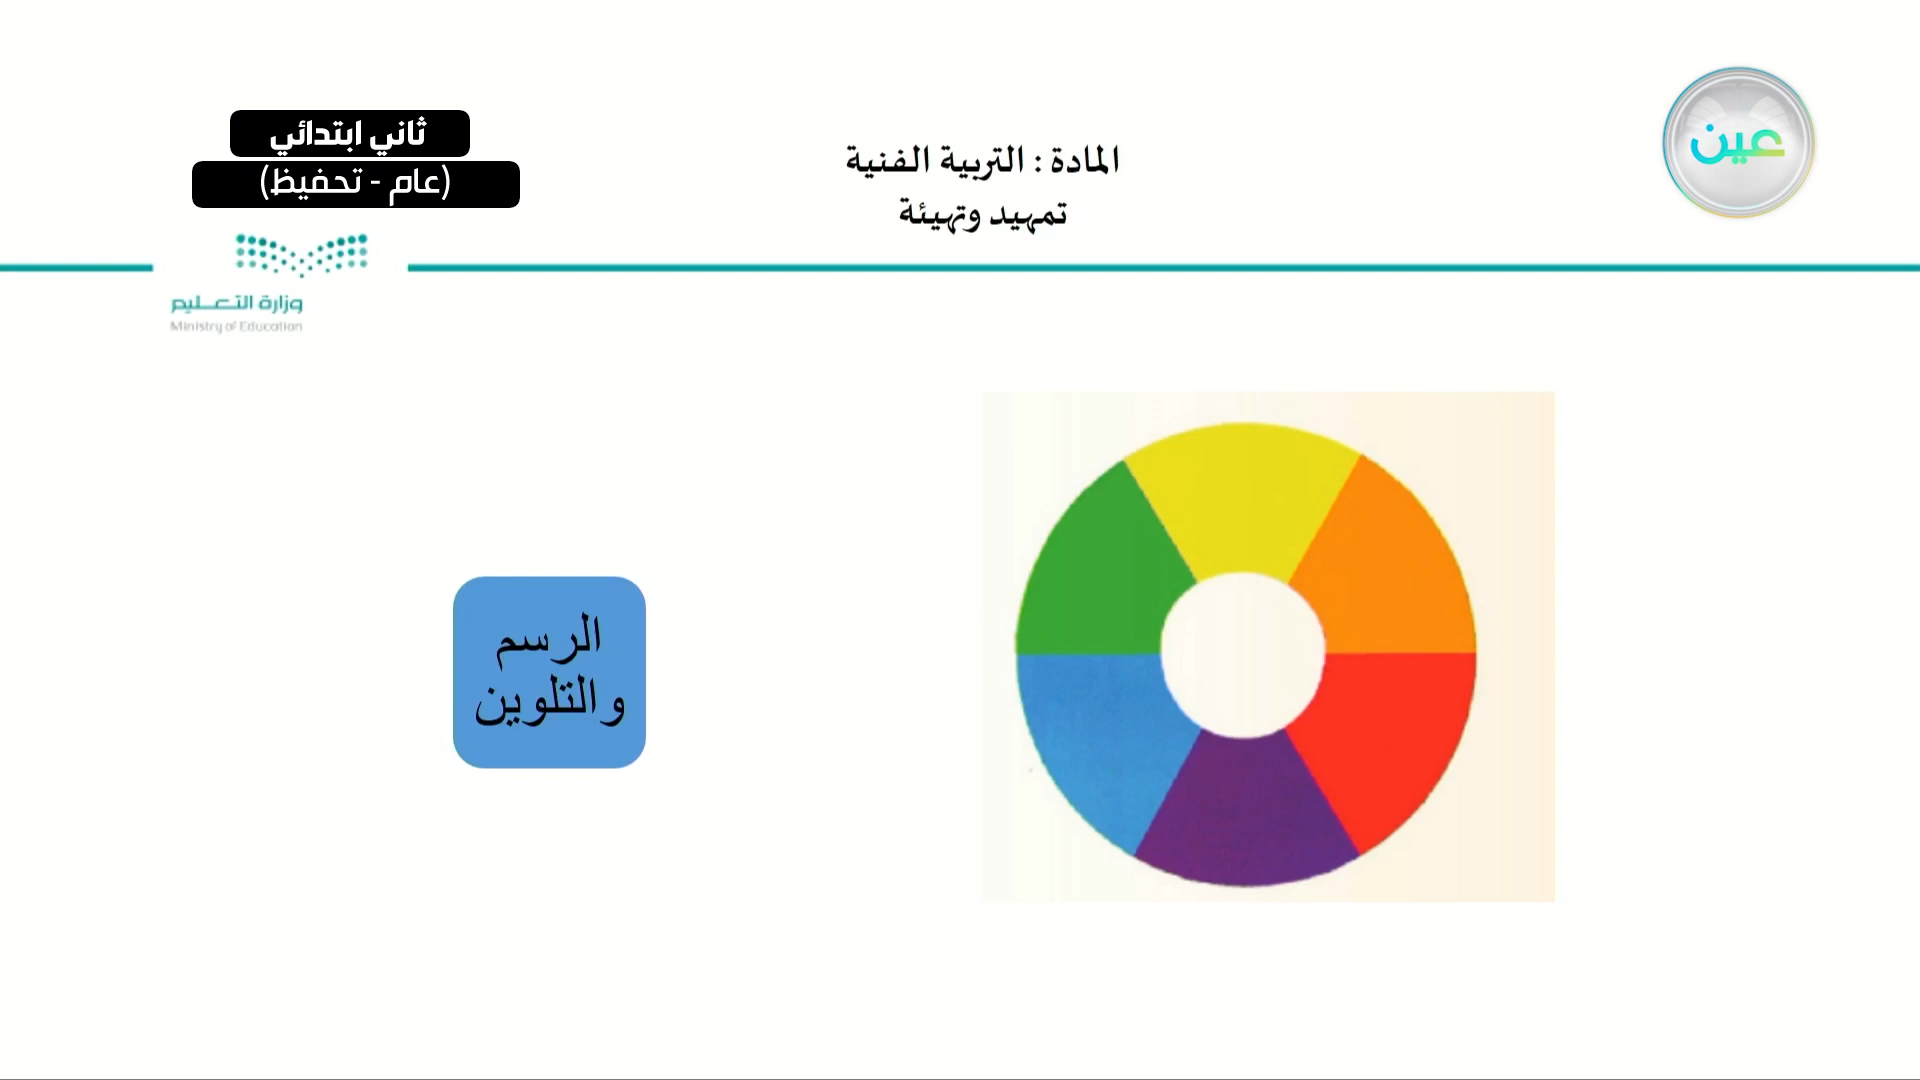 عين
المادة : التربية الفنية
تمهيد وتهيئة
ثاني ابتدائي
(عام - تحفيظ)
وزارة التعليم
Ministry of Education
الرسم
والتلوين